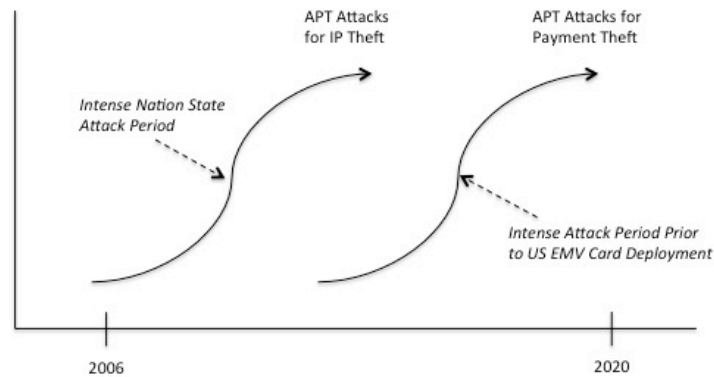 APT Attacks
for IP Theft
APT Attacks for
Payment Theft
Intense Nation State
Attack Period
Intense Attack Period Prior
to US EMV Card Deployment
2006
2020